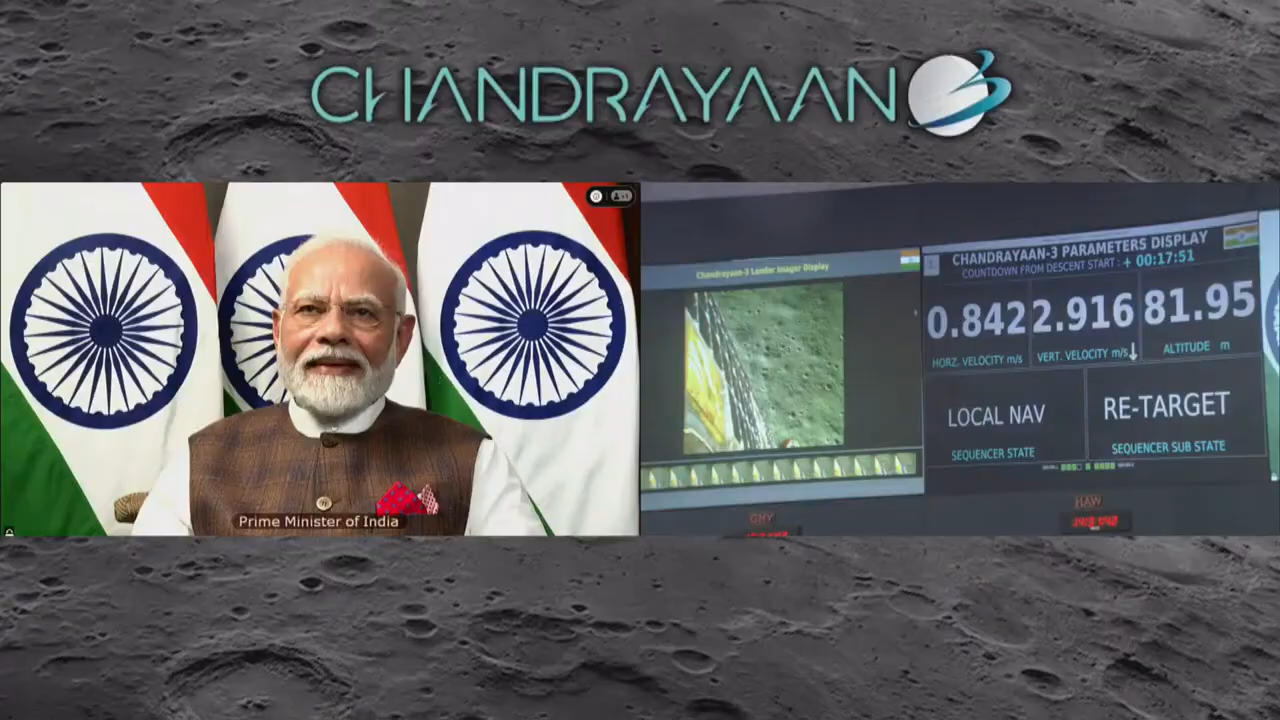 CHANDRAYAAN 3
+1
Prime Minister of India
Chandrayaan-3 Lander Imager Display
CHANDRAYAAN-3 PARAMETERS DISPLAY
COUNTDOWN FROM DESCENT START : + 00:17:51
0.842 2.916 81.95
HORZ. VELOCITY m/s VERT. VELOCITY m/s ALTITUDE m
LOCAL NAV RE-TARGET
SEQUENCER STATE SEQUENCER SUB STATE
HAW